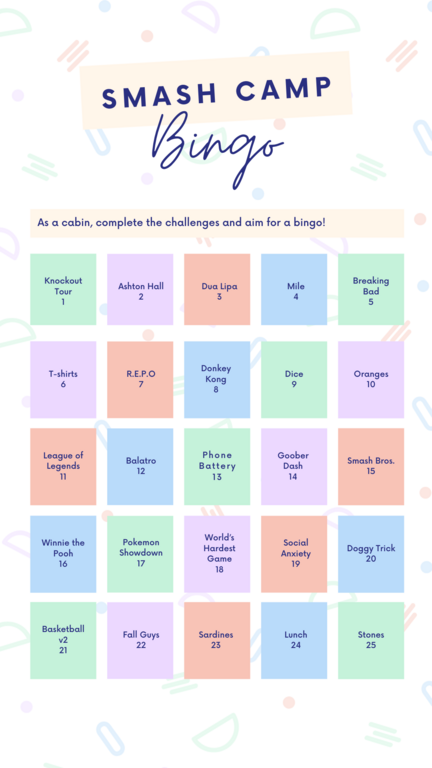 SMASH CAMP
Bingo
As a cabin, complete the challenges and aim for a bingo!
Knockout
Tour
1
Ashton Hall
2
Dua Lipa
3
Mile
4
Breaking
Bad
5
T-shirts
6
R.E.P.O
7
Donkey
Kong
8
Dice
9
Oranges
10
League of
Legends
11
Balatro
12
Phone
Battery
13
Goober
Dash
14
Smash Bros.
15
Winnie the
Pooh
16
Pokemon
Showdown
17
World's
Hardest
Game
18
Social
Anxiety
19
Doggy Trick
20
Basketball
v2
21
Fall Guys
22
Sardines
23
Lunch
24
Stones
25